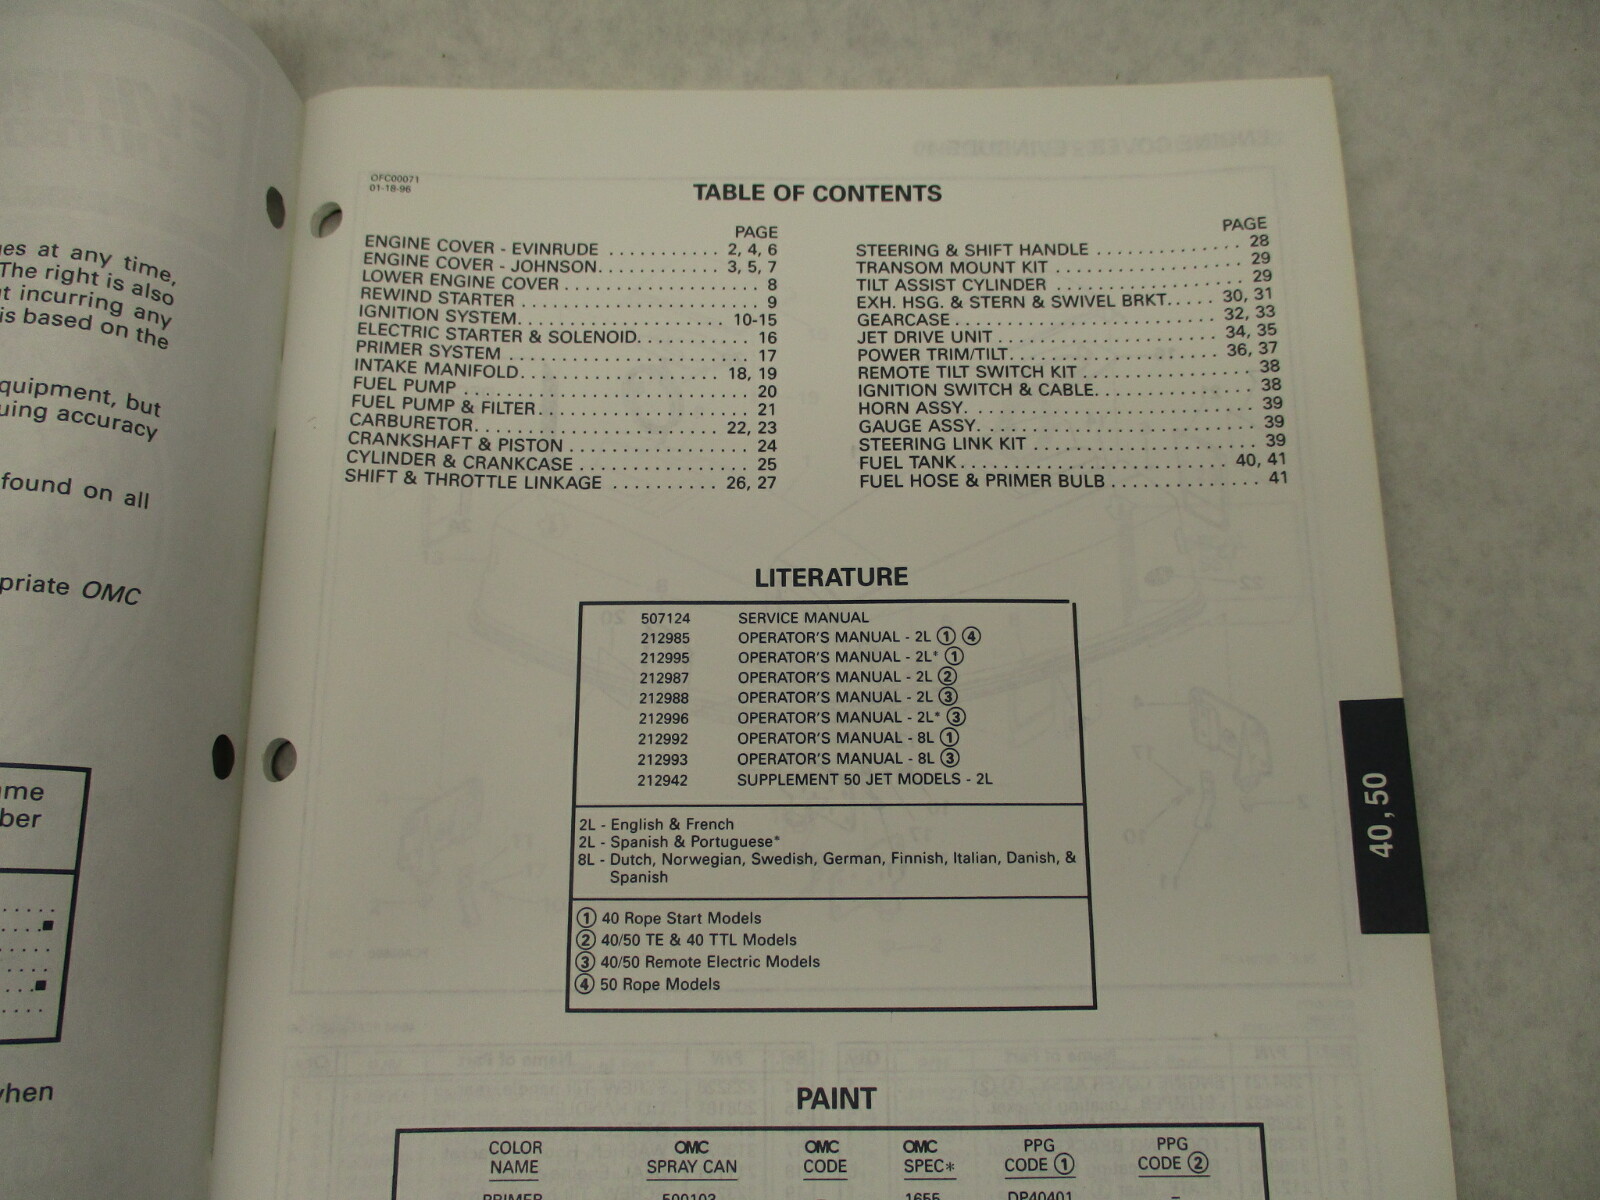 es at any time,
The right is also
t incurring any
is based on the
quipment, but
uing accuracy
found on all
priate OMC
me
ber
when
OFC00071
01-18-96
TABLE OF CONTENTS
PAGE
ENGINE COVER - EVINRUDE . . . . . . . . . . . 2, 4, 6
ENGINE COVER - JOHNSON. . . . . . . . . . . . 3, 5, 7
LOWER ENGINE COVER . . . . . . . . . . . . . . . . . 8
REWIND STARTER . . . . . . . . . . . . . . . . . . . . 9
IGNITION SYSTEM. . . . . . . . . . . . . . . . . . 10-15
ELECTRIC STARTER & SOLENOID. . . . . . . . . . 16
PRIMER SYSTEM . . . . . . . . . . . . . . . . . . . . 17
INTAKE MANIFOLD. . . . . . . . . . . . . . . . . 18, 19
FUEL PUMP . . . . . . . . . . . . . . . . . . . . . . . 20
FUEL PUMP & FILTER. . . . . . . . . . . . . . . . . 21
CARBURETOR. . . . . . . . . . . . . . . . . . . . 22, 23
CRANKSHAFT & PISTON . . . . . . . . . . . . . . . 24
CYLINDER & CRANKCASE . . . . . . . . . . . . . . 25
SHIFT & THROTTLE LINKAGE . . . . . . . . . . 26, 27
PAGE
STEERING & SHIFT HANDLE . . . . . . . . . . . . 28
TRANSOM MOUNT KIT . . . . . . . . . . . . . . . . 29
TILT ASSIST CYLINDER . . . . . . . . . . . . . . . . 29
EXH. HSG. & STERN & SWIVEL BRKT. . . . . 30, 31
GEARCASE . . . . . . . . . . . . . . . . . . . . . . 32, 33
JET DRIVE UNIT . . . . . . . . . . . . . . . . . . 34, 35
POWER TRIM/TILT. . . . . . . . . . . . . . . . . 36, 37
REMOTE TILT SWITCH KIT . . . . . . . . . . . . . . 38
IGNITION SWITCH & CABLE. . . . . . . . . . . . . 38
HORN ASSY. . . . . . . . . . . . . . . . . . . . . . . . 39
GAUGE ASSY. . . . . . . . . . . . . . . . . . . . . . . 39
STEERING LINK KIT . . . . . . . . . . . . . . . . . . 39
FUEL TANK . . . . . . . . . . . . . . . . . . . . . . 40, 41
FUEL HOSE & PRIMER BULB . . . . . . . . . . . . . 41
LITERATURE
507124 SERVICE MANUAL
212985 OPERATOR'S MANUAL - 2L ① ④
212995 OPERATOR'S MANUAL - 2L* ①
212987 OPERATOR'S MANUAL - 2L ②
212988 OPERATOR'S MANUAL - 2L ③
212996 OPERATOR'S MANUAL - 2L* ③
212992 OPERATOR'S MANUAL - 8L ①
212993 OPERATOR'S MANUAL - 8L ③
212942 SUPPLEMENT 50 JET MODELS - 2L
2L - English & French
2L - Spanish & Portuguese*
8L - Dutch, Norwegian, Swedish, German, Finnish, Italian, Danish, &
Spanish
① 40 Rope Start Models
② 40/50 TE & 40 TTL Models
③ 40/50 Remote Electric Models
④ 50 Rope Models
40, 50
PAINT
COLOR NAME
OMC SPRAY CAN
OMC CODE
OMC SPEC*
PPG CODE ①
PPG CODE ②
PRIMER 500103 – 1655 DP40401 –